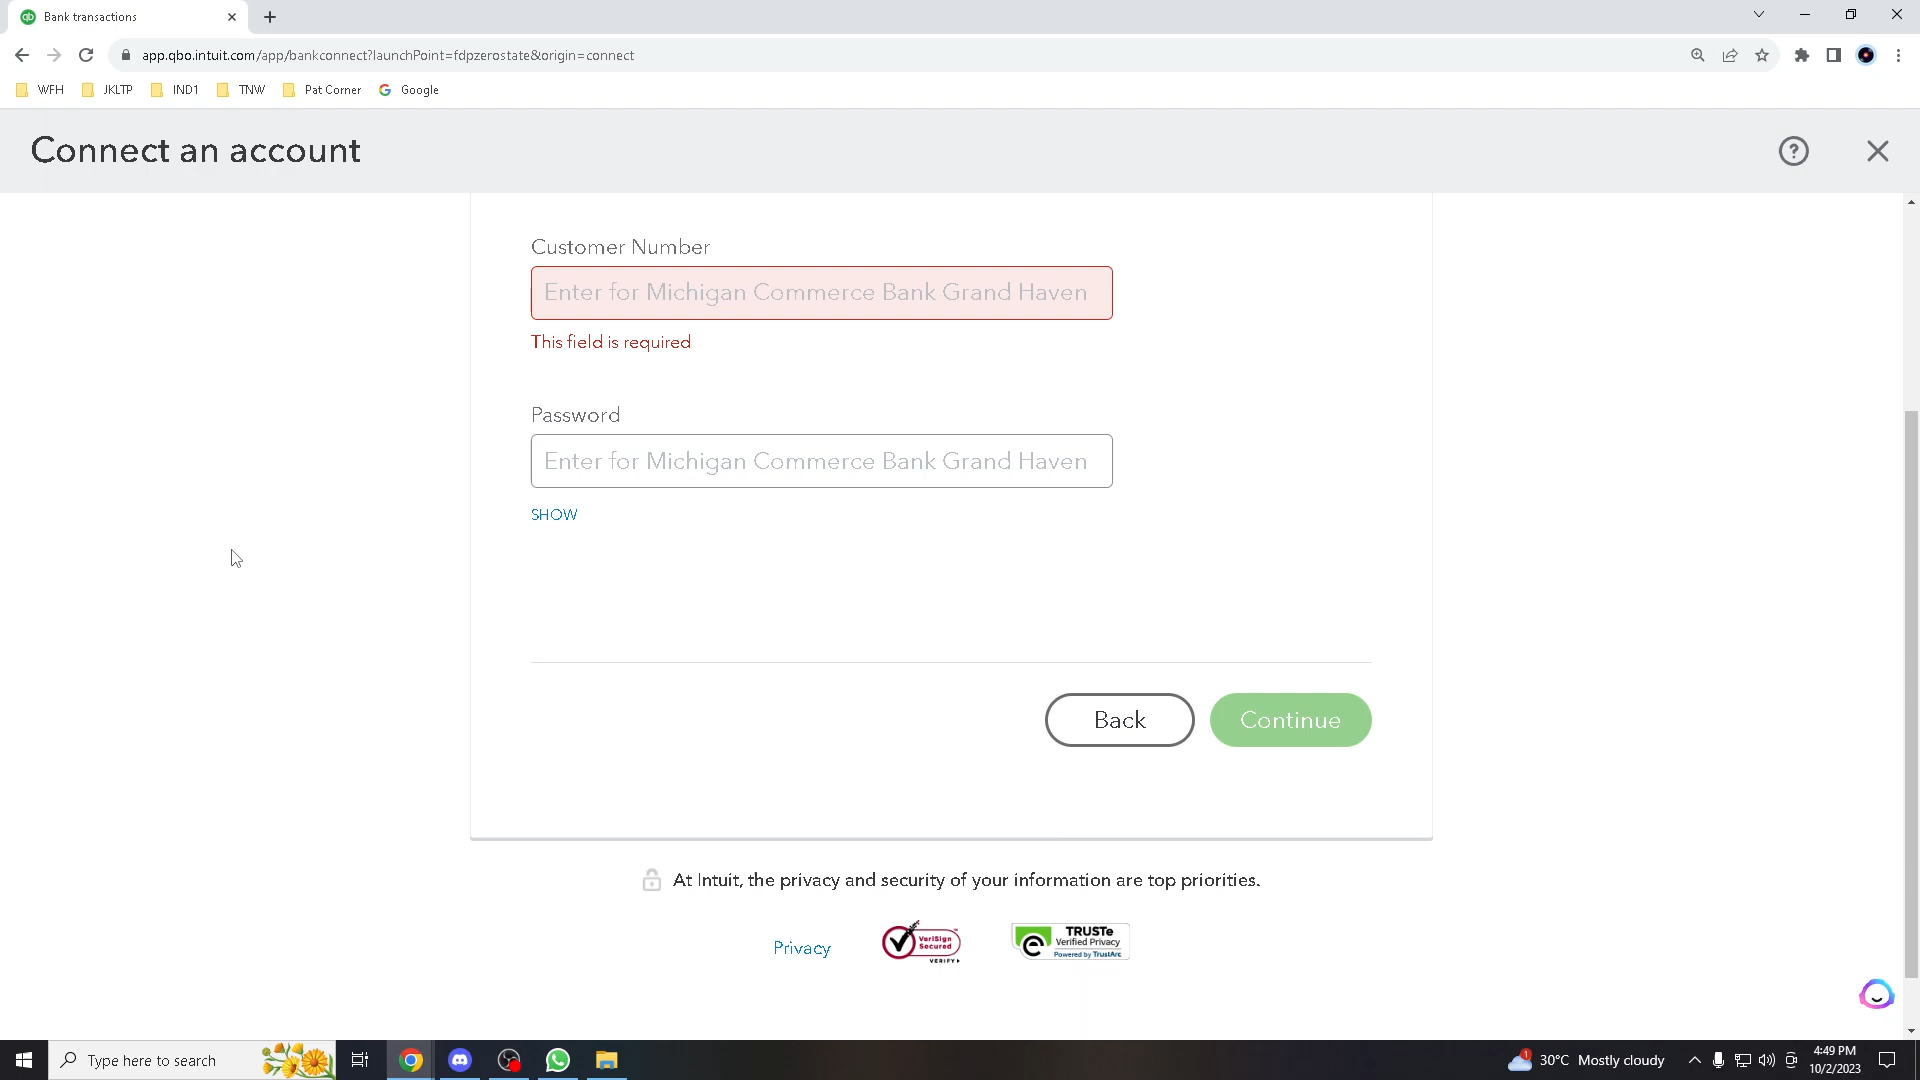 Bank transactions
app.qbo.intuit.com/app/bankconnect?launchPoint=fdpzerostate&origin=connect
WFH JKLTP IND1 TNW Pat Corner Google
Connect an account
Customer Number
Enter for Michigan Commerce Bank Grand Haven
This field is required
Password
Enter for Michigan Commerce Bank Grand Haven
SHOW
Back Continue
At Intuit, the privacy and security of your information are top priorities.
Privacy
VeriSign
Secured
VERIFY
TRUSTe
Verified Privacy
Powered by TrustArc
Type here to search
1
30°C Mostly cloudy
4:49 PM
10/2/2023